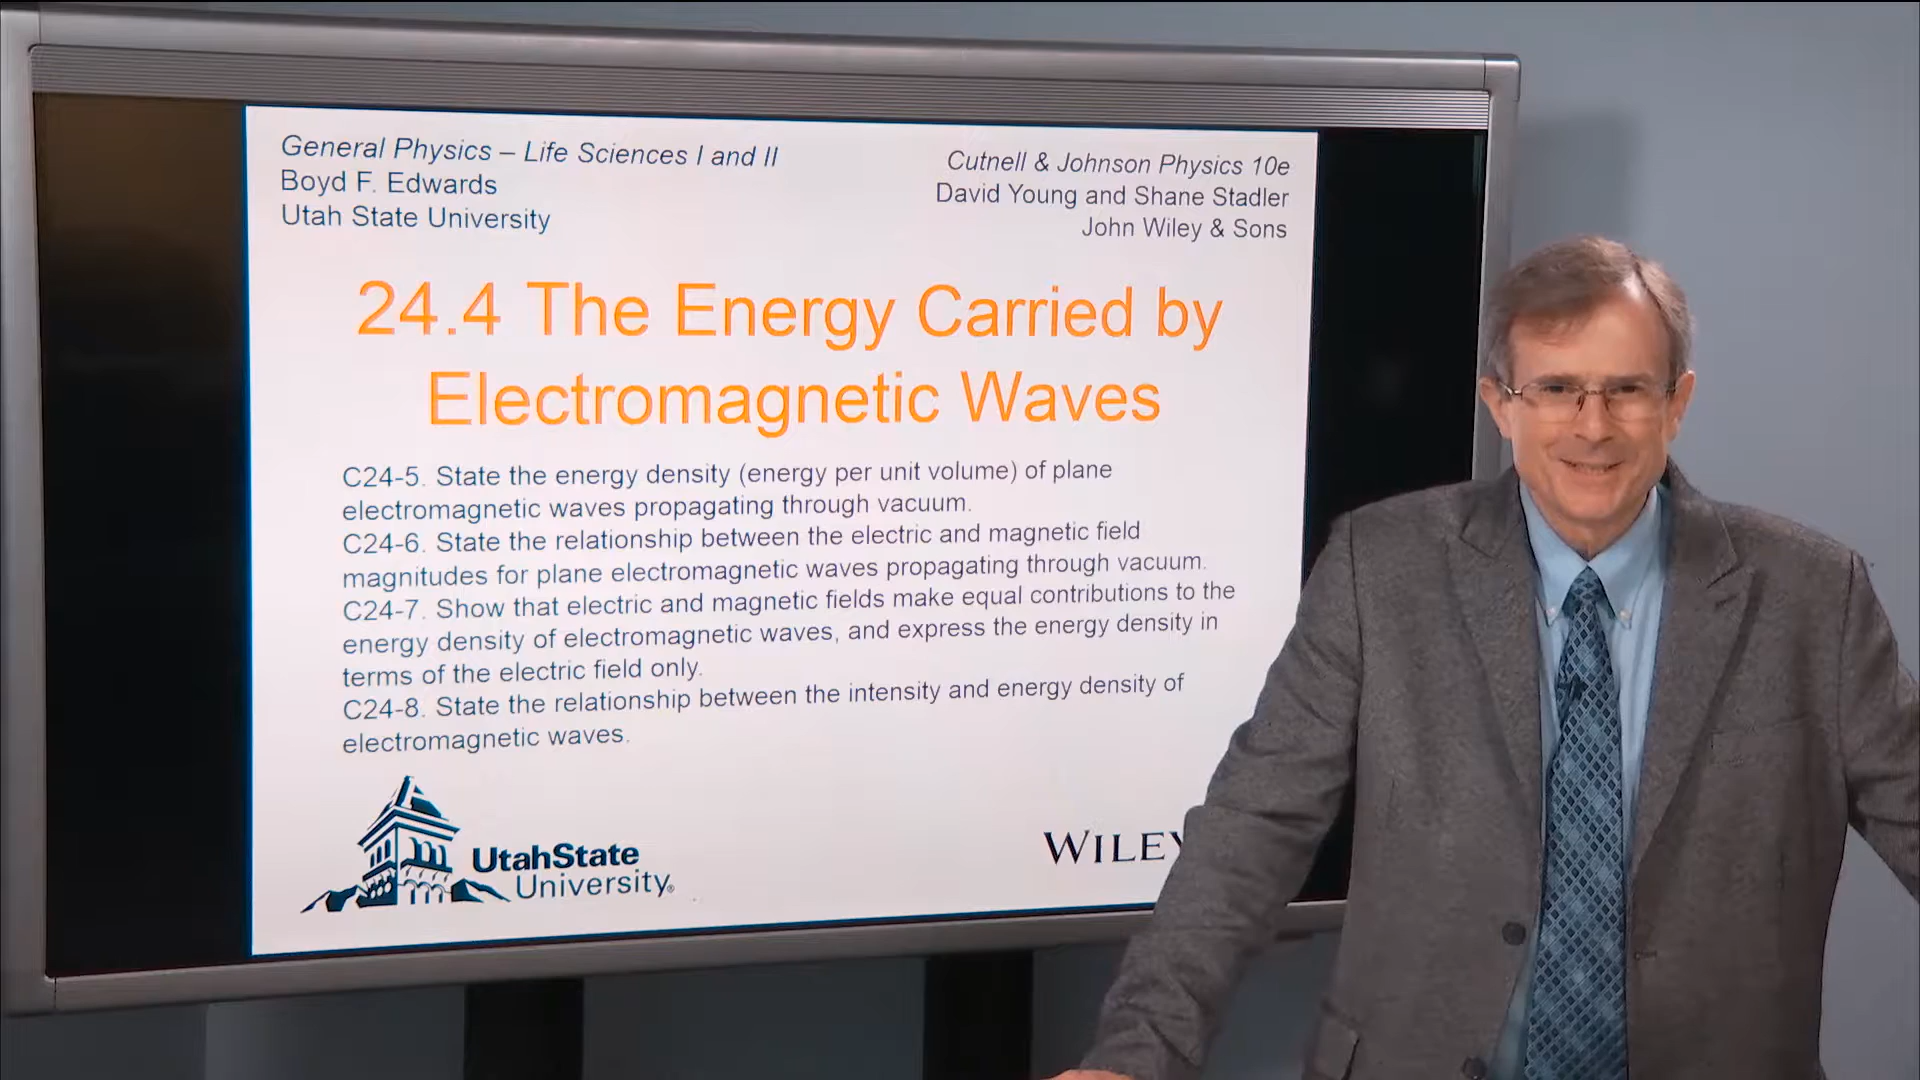 General Physics – Life Sciences I and II
Boyd F. Edwards
Utah State University
Cutnell & Johnson Physics 10e
David Young and Shane Stadler
John Wiley & Sons
24.4 The Energy Carried by
Electromagnetic Waves
C24-5. State the energy density (energy per unit volume) of plane
electromagnetic waves propagating through vacuum.
C24-6. State the relationship between the electric and magnetic field
magnitudes for plane electromagnetic waves propagating through vacuum.
C24-7. Show that electric and magnetic fields make equal contributions to the
energy density of electromagnetic waves, and express the energy density in
terms of the electric field only.
C24-8. State the relationship between the intensity and energy density of
electromagnetic waves.
UtahState
University®
WILEY